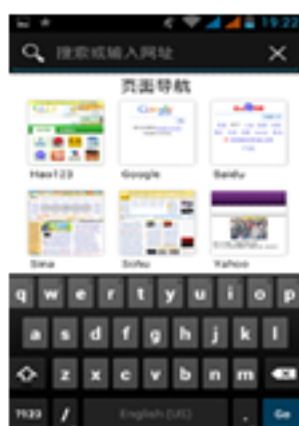 19:22
搜索或输入网址
页面导航
Hao123 Google Baidu
Sina Sohu Yahoo
q w e r t y u i o p
a s d f g h j k l
z x c v b n m
?123 / English (US) . Go